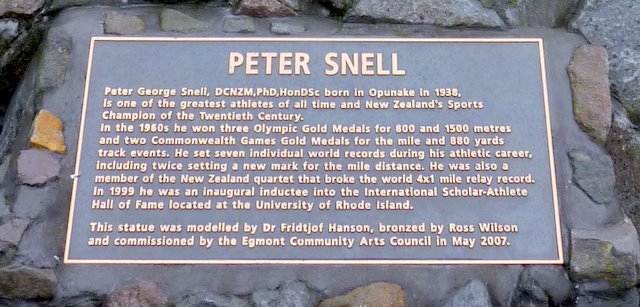 PETER SNELL
Peter George Snell, DCNZM,PhD,HonDSc born in Opunake in 1938,
is one of the greatest athletes of all time and New Zealand's Sports
Champion of the Twentieth Century.
In the 1960s he won three Olympic Gold Medals for 800 and 1500 metres
and two Commonwealth Games Gold Medals for the mile and 880 yards
track events. He set seven individual world records during his athletic career,
including twice setting a new mark for the mile distance. He was also a
member of the New Zealand quartet that broke the world 4x1 mile relay record.
In 1999 he was an inaugural inductee into the International Scholar-Athlete
Hall of Fame located at the University of Rhode Island.
This statue was modelled by Dr Fridtjof Hanson, bronzed by Ross Wilson
and commissioned by the Egmont Community Arts Council in May 2007.